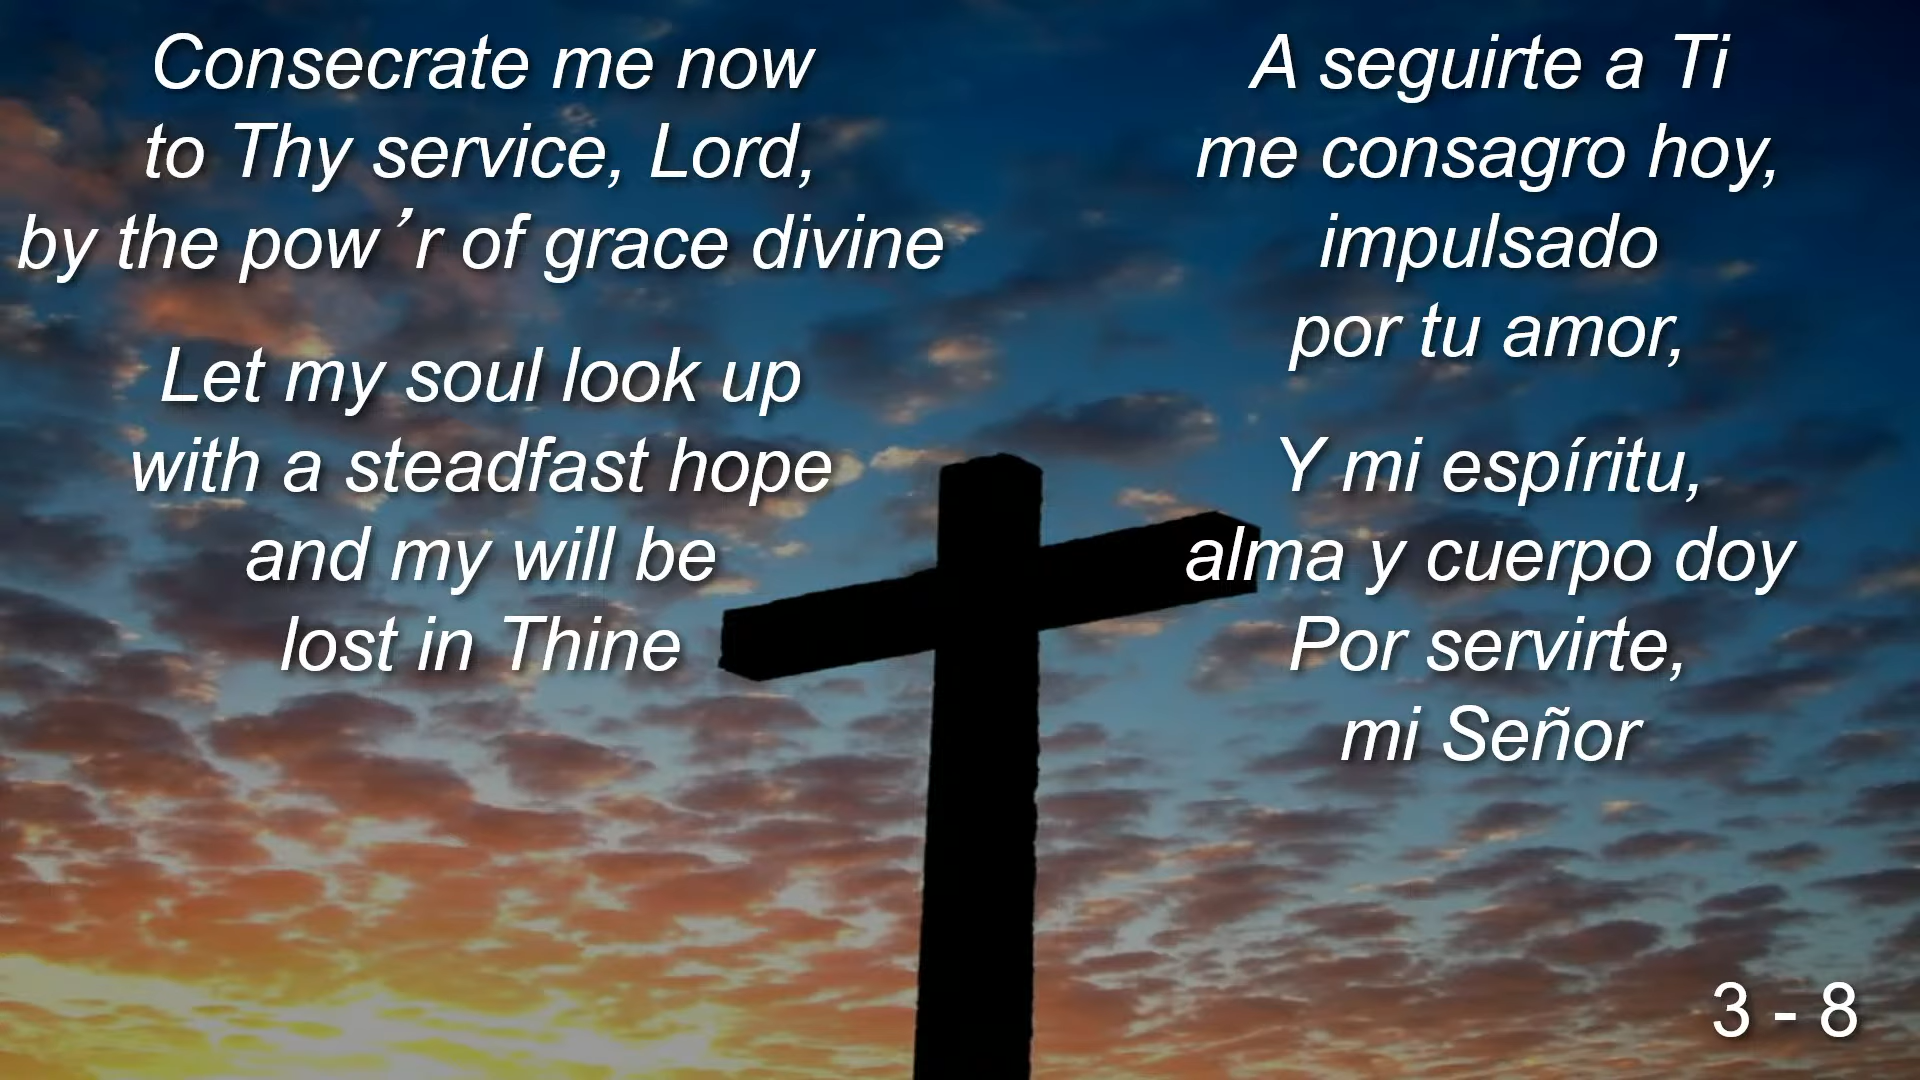 Consecrate me now
to Thy service, Lord,
by the pow´r of grace divine
Let my soul look up
with a steadfast hope
and my will be
lost in Thine
A seguirte a Ti
me consagro hoy,
impulsado
por tu amor,
Y mi espíritu,
alma y cuerpo doy
Por servirte,
mi Señor
3 - 8